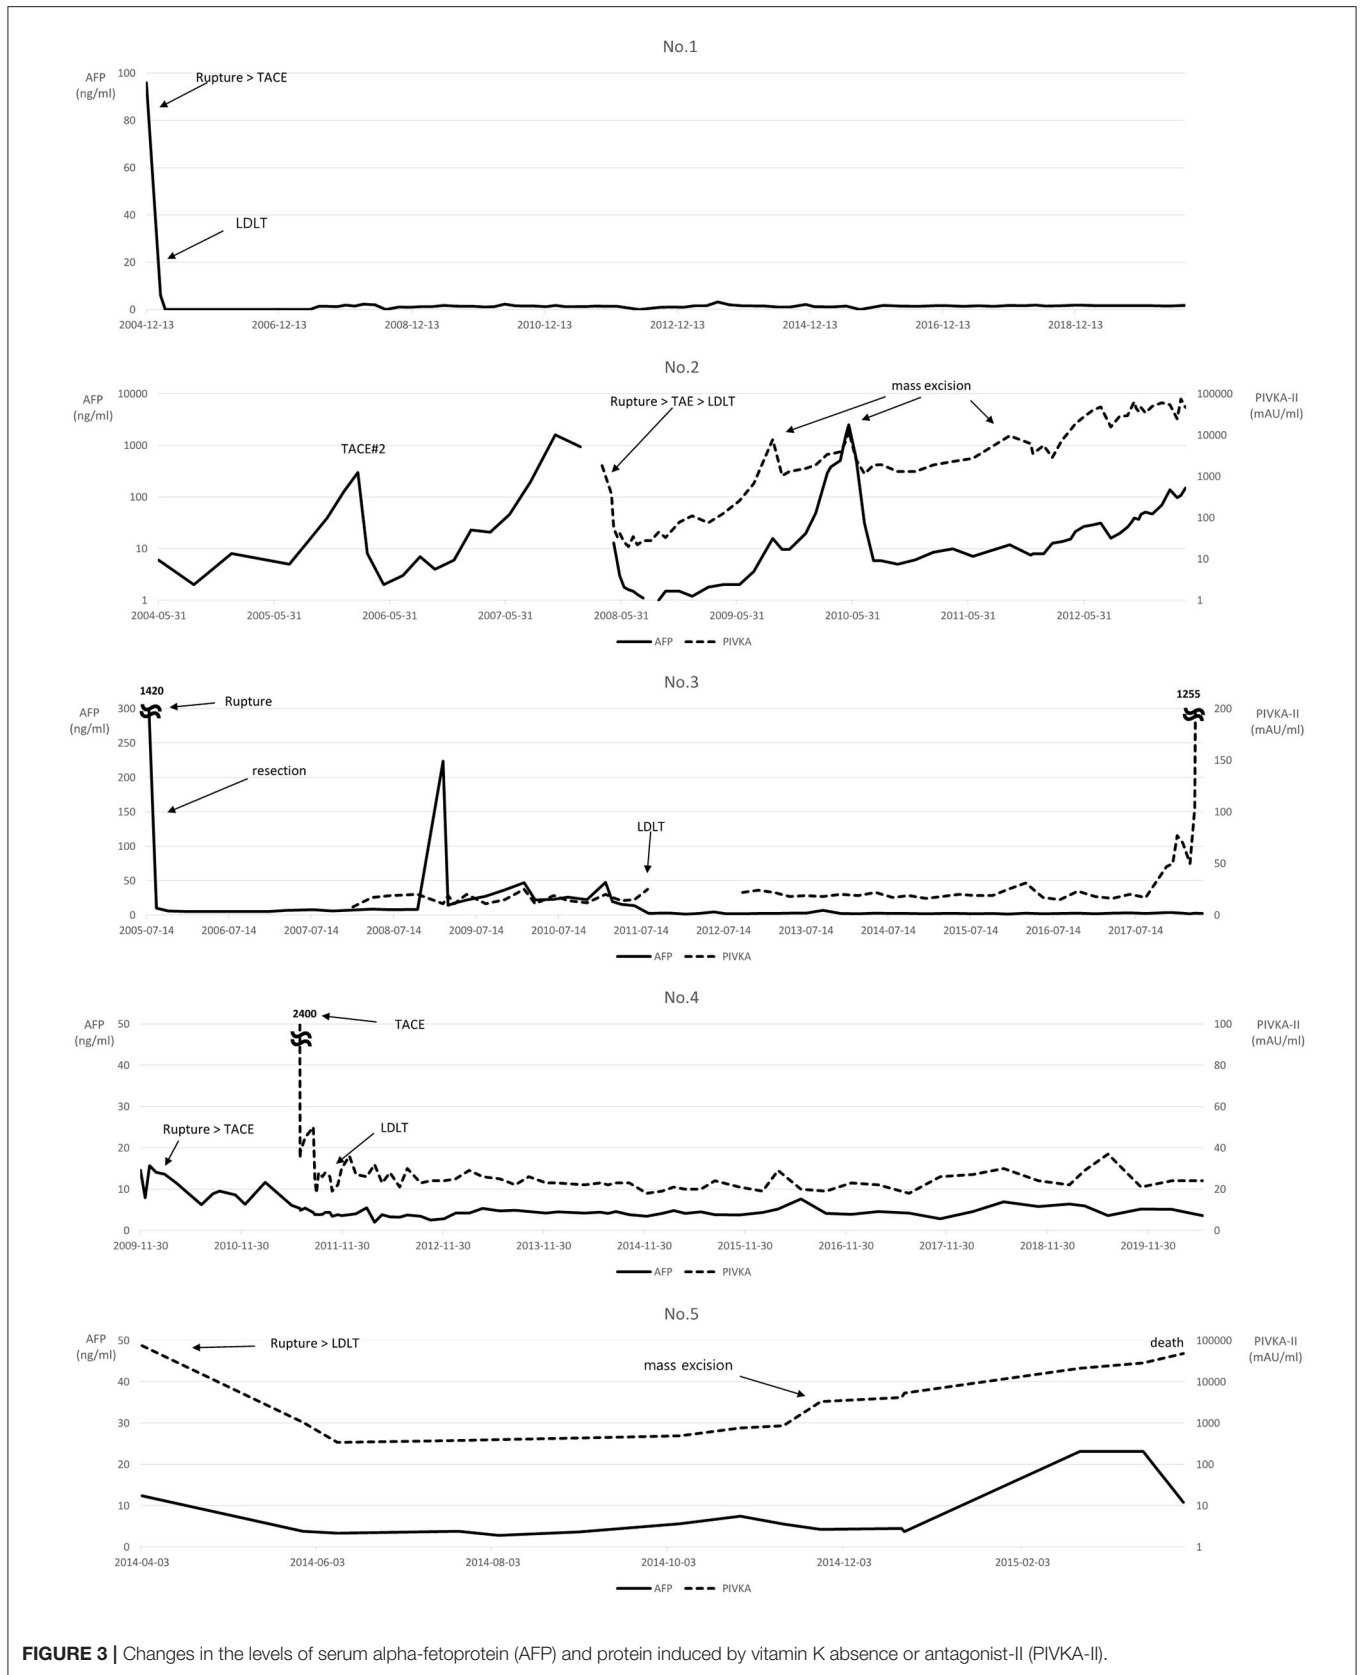 No.1
AFP
(ng/ml)
100
80
60
40
20
0
Rupture > TACE
LDLT
2004-12-13 2006-12-13 2008-12-13 2010-12-13 2012-12-13 2014-12-13 2016-12-13 2018-12-13
No.2
AFP
(ng/ml)
10000
1000
100
10
1
TACE#2
Rupture > TAE > LDLT
mass excision
PIVKA-II
(mAU/ml)
100000
10000
1000
100
10
1
2004-05-31 2005-05-31 2006-05-31 2007-05-31 2008-05-31 2009-05-31 2010-05-31 2011-05-31 2012-05-31
AFP PIVKA
No.3
AFP
(ng/ml)
300
250
200
150
100
50
0
1420
Rupture
resection
LDLT
1255
PIVKA-II
(mAU/ml)
200
150
100
50
0
2005-07-14 2006-07-14 2007-07-14 2008-07-14 2009-07-14 2010-07-14 2011-07-14 2012-07-14 2013-07-14 2014-07-14 2015-07-14 2016-07-14 2017-07-14
AFP PIVKA
No.4
AFP
(ng/ml)
50
40
30
20
10
0
2400
TACE
Rupture > TACE
LDLT
PIVKA-II
(mAU/ml)
100
80
60
40
20
0
2009-11-30 2010-11-30 2011-11-30 2012-11-30 2013-11-30 2014-11-30 2015-11-30 2016-11-30 2017-11-30 2018-11-30 2019-11-30
AFP PIVKA
No.5
AFP
(ng/ml)
50
40
30
20
10
0
Rupture > LDLT
mass excision
death
PIVKA-II
(mAU/ml)
100000
10000
1000
100
10
1
2014-04-03 2014-06-03 2014-08-03 2014-10-03 2014-12-03 2015-02-03
AFP PIVKA
FIGURE 3 | Changes in the levels of serum alpha-fetoprotein (AFP) and protein induced by vitamin K absence or antagonist-II (PIVKA-II).